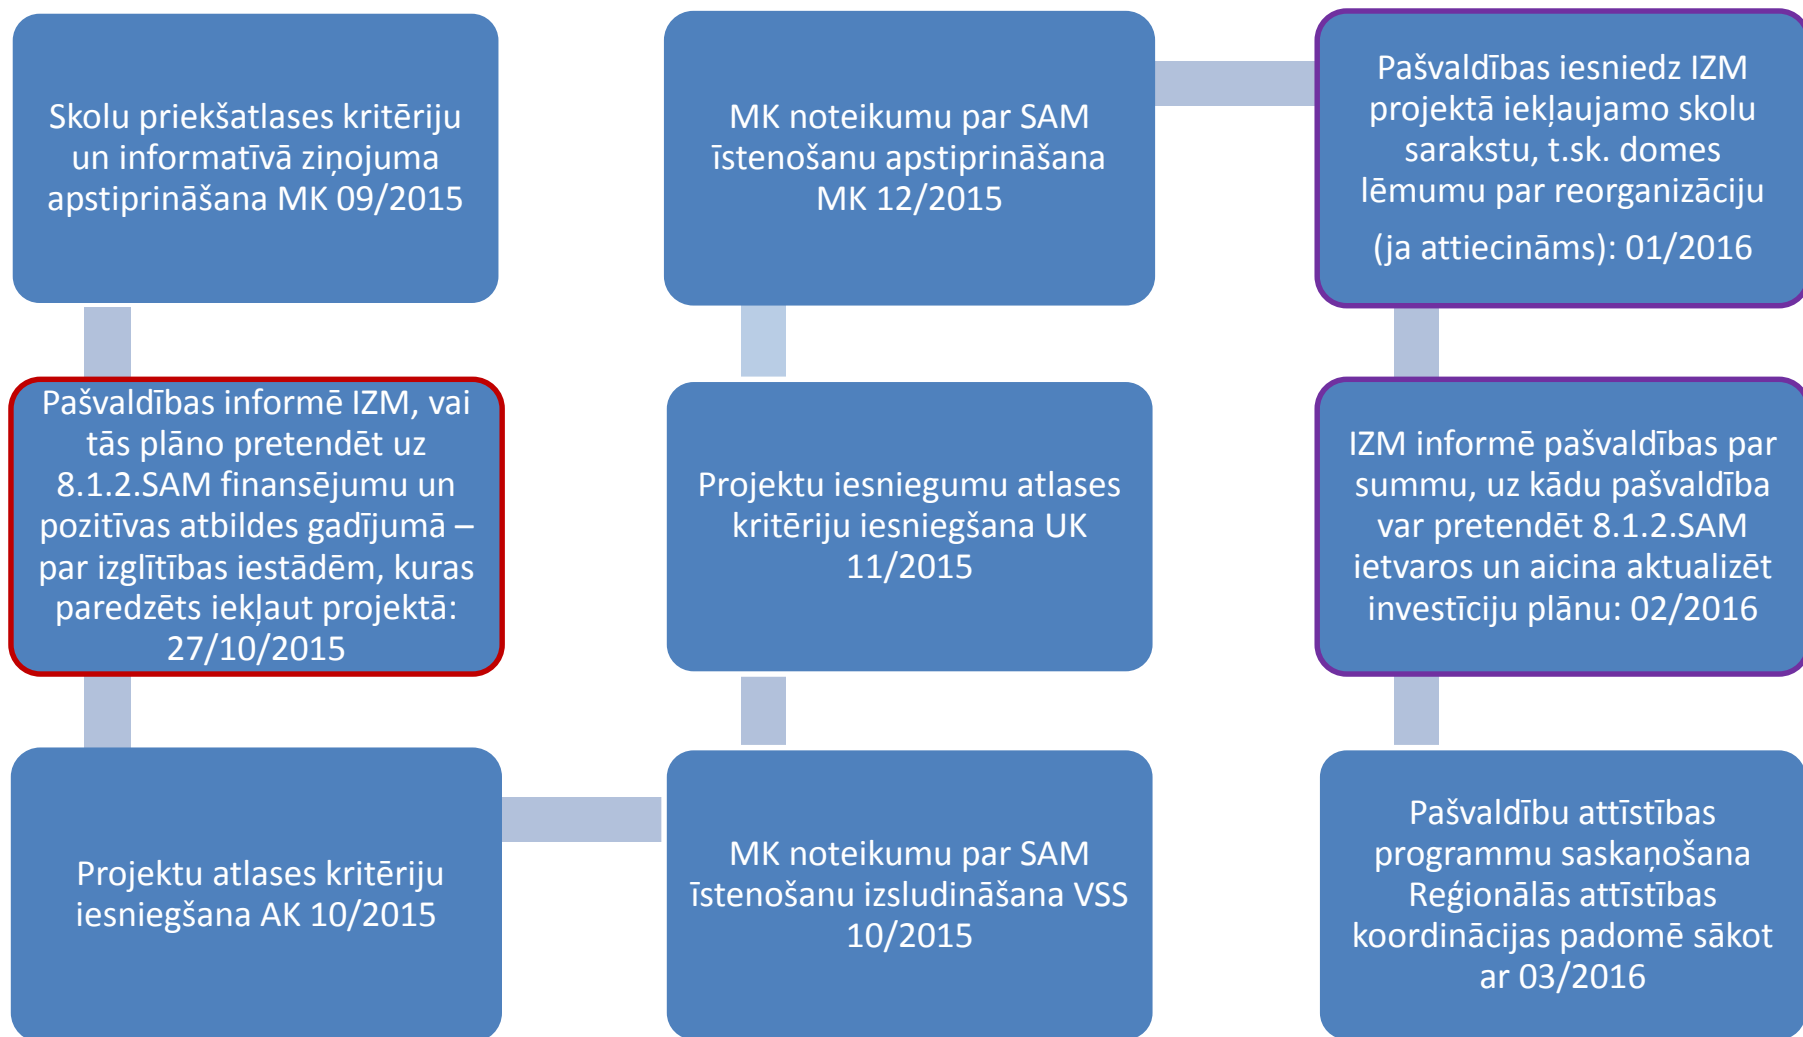 Skolu priekšatlases kritēriju
un informatīvā ziņojuma
apstiprināšana MK 09/2015
Pašvaldības informē IZM, vai
tās plāno pretendēt uz
8.1.2.SAM finansējumu un
pozitīvas atbildes gadījumā –
par izglītības iestādēm, kuras
paredzēts iekļaut projektā:
27/10/2015
Projektu atlases kritēriju
iesniegšana AK 10/2015
MK noteikumu par SAM
īstenošanu izsludināšana VSS
10/2015
Projektu iesniegumu atlases
kritēriju iesniegšana UK
11/2015
MK noteikumu par SAM
īstenošanu apstiprināšana
MK 12/2015
Pašvaldības iesniedz IZM
projektā iekļaujamo skolu
sarakstu, t.sk. domes
lēmumu par reorganizāciju
(ja attiecināms): 01/2016
IZM informē pašvaldības par
summu, uz kādu pašvaldība
var pretendēt 8.1.2.SAM
ietvaros un aicina aktualizēt
investīciju plānu: 02/2016
Pašvaldību attīstības
programmu saskaņošana
Reģionālās attīstības
koordinācijas padomē sākot
ar 03/2016